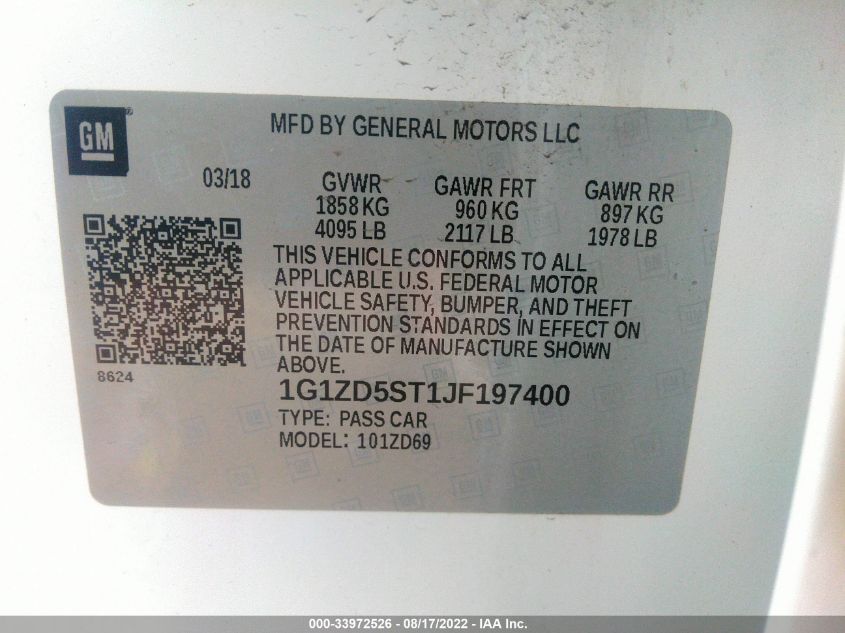 GM
MFD BY GENERAL MOTORS LLC
03/18 GVWR GAWR FRT GAWR RR
1858 KG 960 KG 897 KG
4095 LB 2117 LB 1978 LB
THIS VEHICLE CONFORMS TO ALL
APPLICABLE U.S. FEDERAL MOTOR
VEHICLE SAFETY, BUMPER, AND THEFT
PREVENTION STANDARDS IN EFFECT ON
THE DATE OF MANUFACTURE SHOWN
ABOVE.
8624
1G1ZD5ST1JF197400
TYPE: PASS CAR
MODEL: 101ZD69
000-33972526 - 08/17/2022 - IAA Inc.